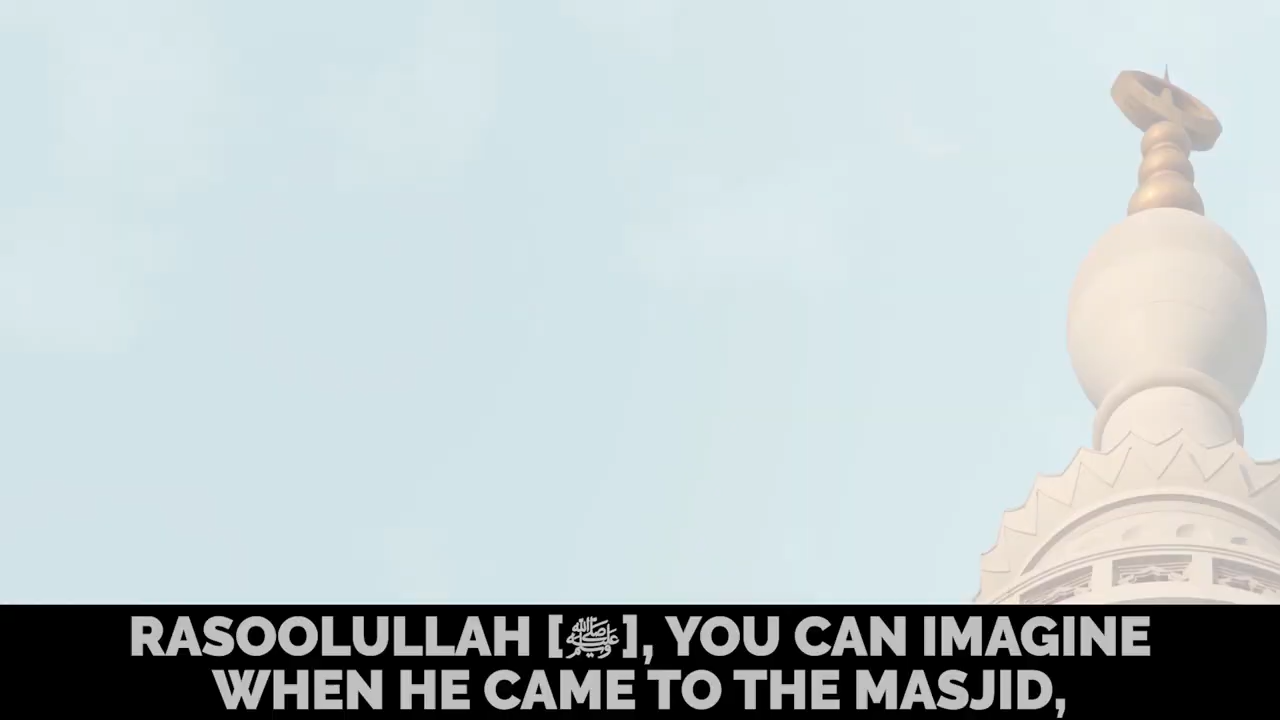 RASOOLULLAH [ﷺ], YOU CAN IMAGINE
WHEN HE CAME TO THE MASJID,